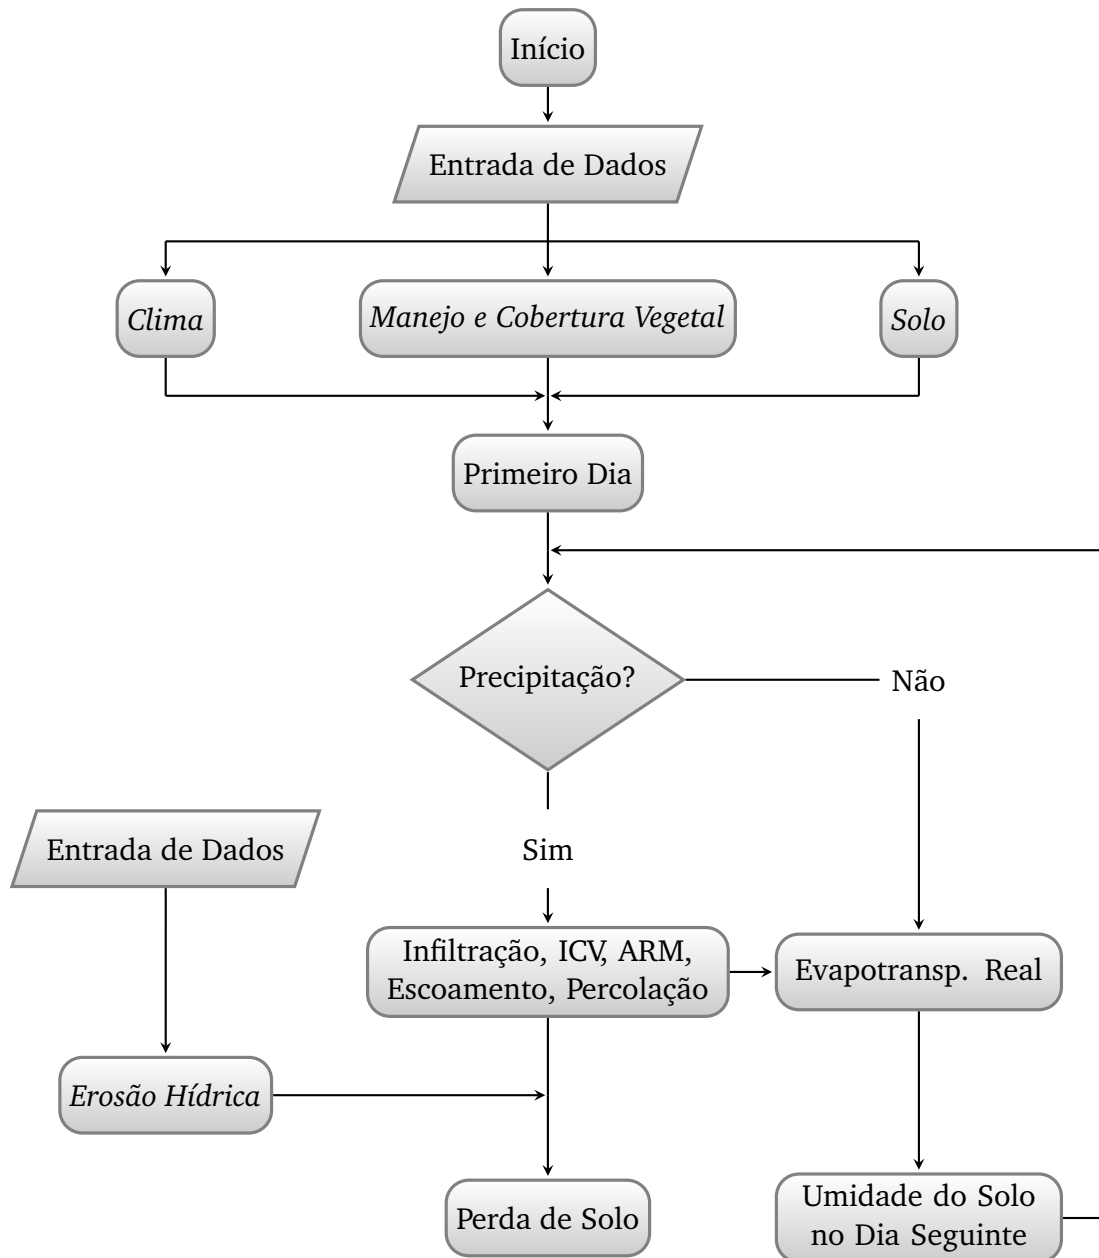 Início
Entrada de Dados
Clima
Manejo e Cobertura Vegetal
Solo
Primeiro Dia
Precipitação?
Não
Entrada de Dados
Sim
Infiltração, ICV, ARM,
Escoamento, Percolação
Evapotransp. Real
Erosão Hídrica
Perda de Solo
Umidade do Solo
no Dia Seguinte